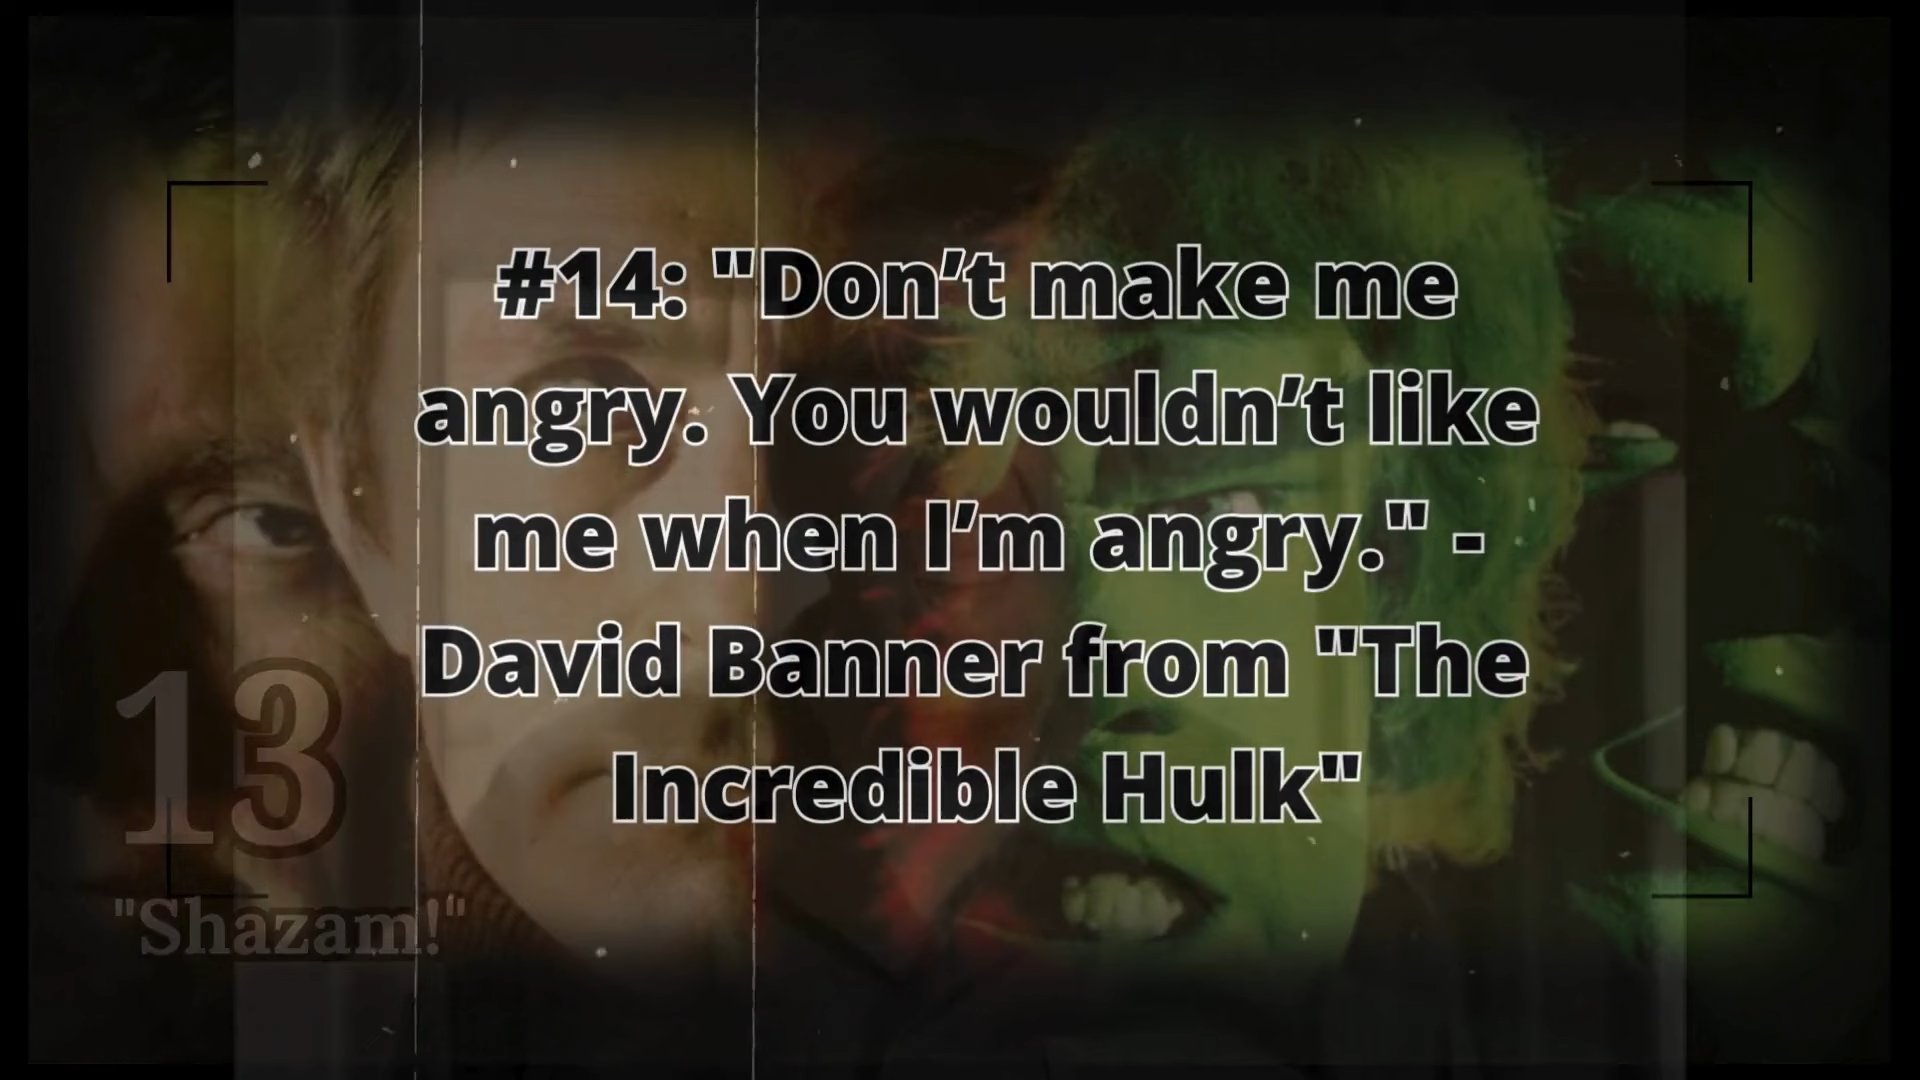 #14: "Don’t make me
angry. You wouldn’t like
me when I’m angry." -
David Banner from "The
Incredible Hulk"
13
"Shazam!"